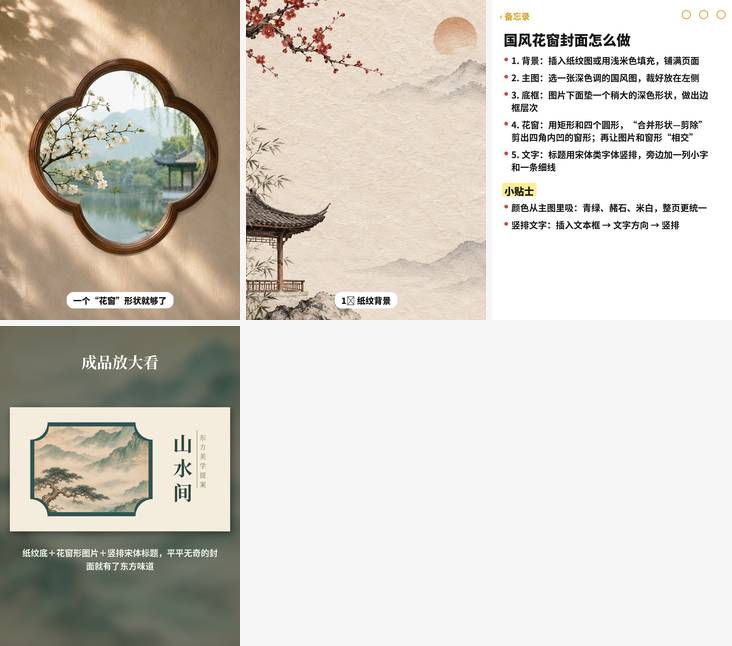 一个“花窗”形状就够了
1 纸纹背景
‹备忘录
国风花窗封面怎么做
1. 背景：插入纸纹图或用浅米色填充，铺满页面
2. 主图：选一张深色调的国风图，裁好放在左侧
3. 底框：图片下面垫一个稍大的深色形状，做出边
框层次
4. 花窗：用矩形和四个圆形，“合并形状—剪除”
剪出四角内凹的窗形；再让图片和窗形“相交”
5. 文字：标题用宋体类字体竖排，旁边加一列小字
和一条细线
小贴士
颜色从主图里吸：青绿、赭石、米白，整页更统一
竖排文字：插入文本框 → 文字方向 → 竖排
成品放大看
山水间
东方美学提案
纸纹底＋花窗形图片＋竖排宋体标题，平平无奇的封
面就有了东方味道